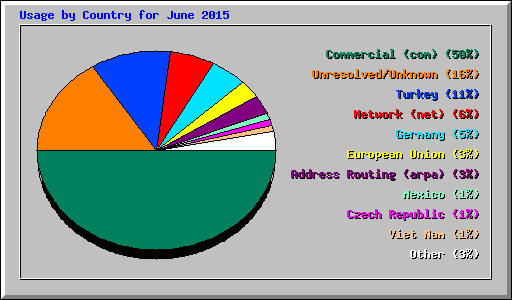 Usage by Country for June 2015
Commercial (com) (50%)
Unresolved/Unknown (16%)
Turkey (11%)
Network (net) (6%)
Germany (5%)
European Union (3%)
Address Routing (arpa) (3%)
Mexico (1%)
Czech Republic (1%)
Viet Nam (1%)
Other (3%)